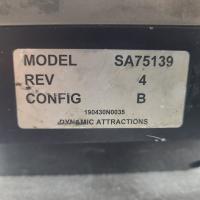 MODEL SA75139
REV 4
CONFIG B
190430N0035
DYNAMIC ATTRACTIONS